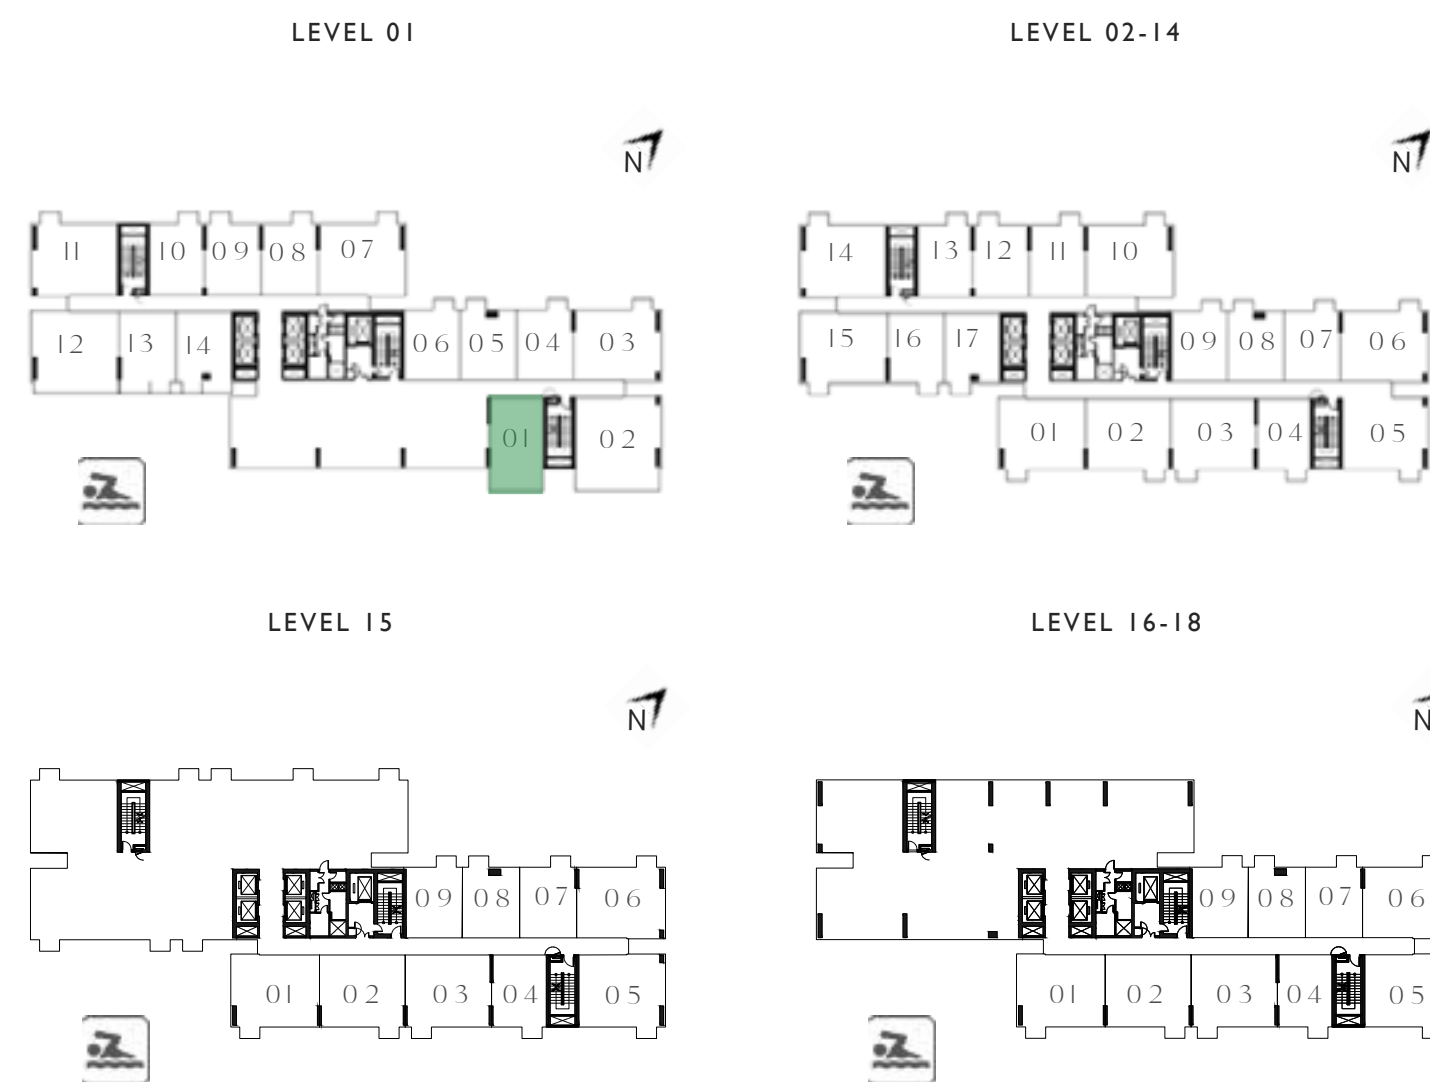 LEVEL 01
LEVEL 02-14
N
N
11 10 09 08 07
14 13 12 11 10
12 13 14 06 05 04 03
15 16 17 09 08 07 06
01 02
01 02 03 04 05
LEVEL 15
LEVEL 16-18
N
N
09 08 07 06
09 08 07 06
01 02 03 04 05
01 02 03 04 05